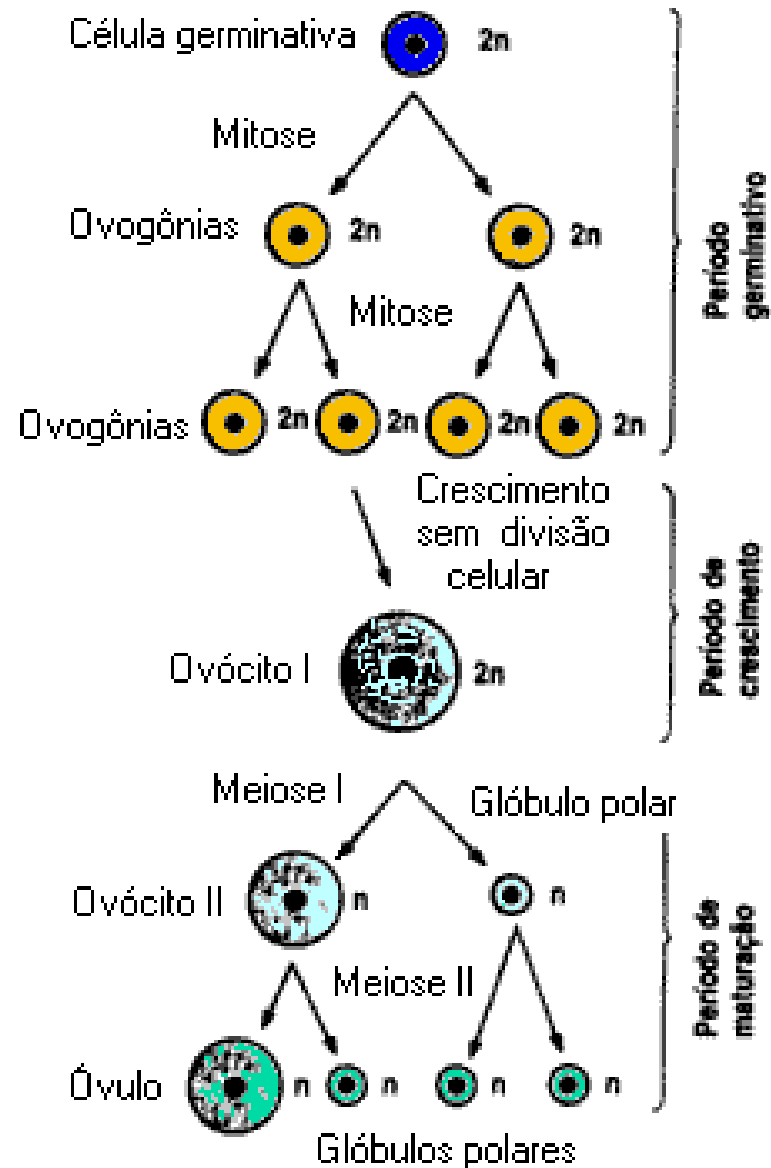 Célula germinativa
2n
Mitose
Ovogônias
2n
2n
Mitose
Ovogônias
2n
2n
2n
2n
Período
germinativo
Crescimento
sem divisão
celular
Ovócito I
2n
Período de
crescimento
Meiose I
Glóbulo polar
Ovócito II
n
n
Meiose II
Óvulo
n
n
n
n
Glóbulos polares
Período de
maturação